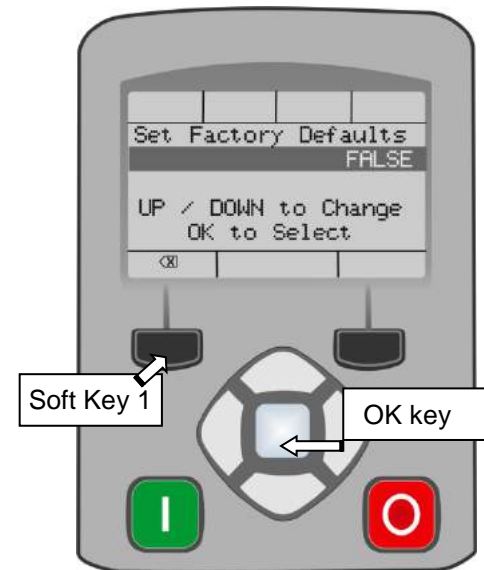 Set Factory Defaults
FALSE
UP / DOWN to Change
OK to Select
Soft Key 1
OK key
I
O